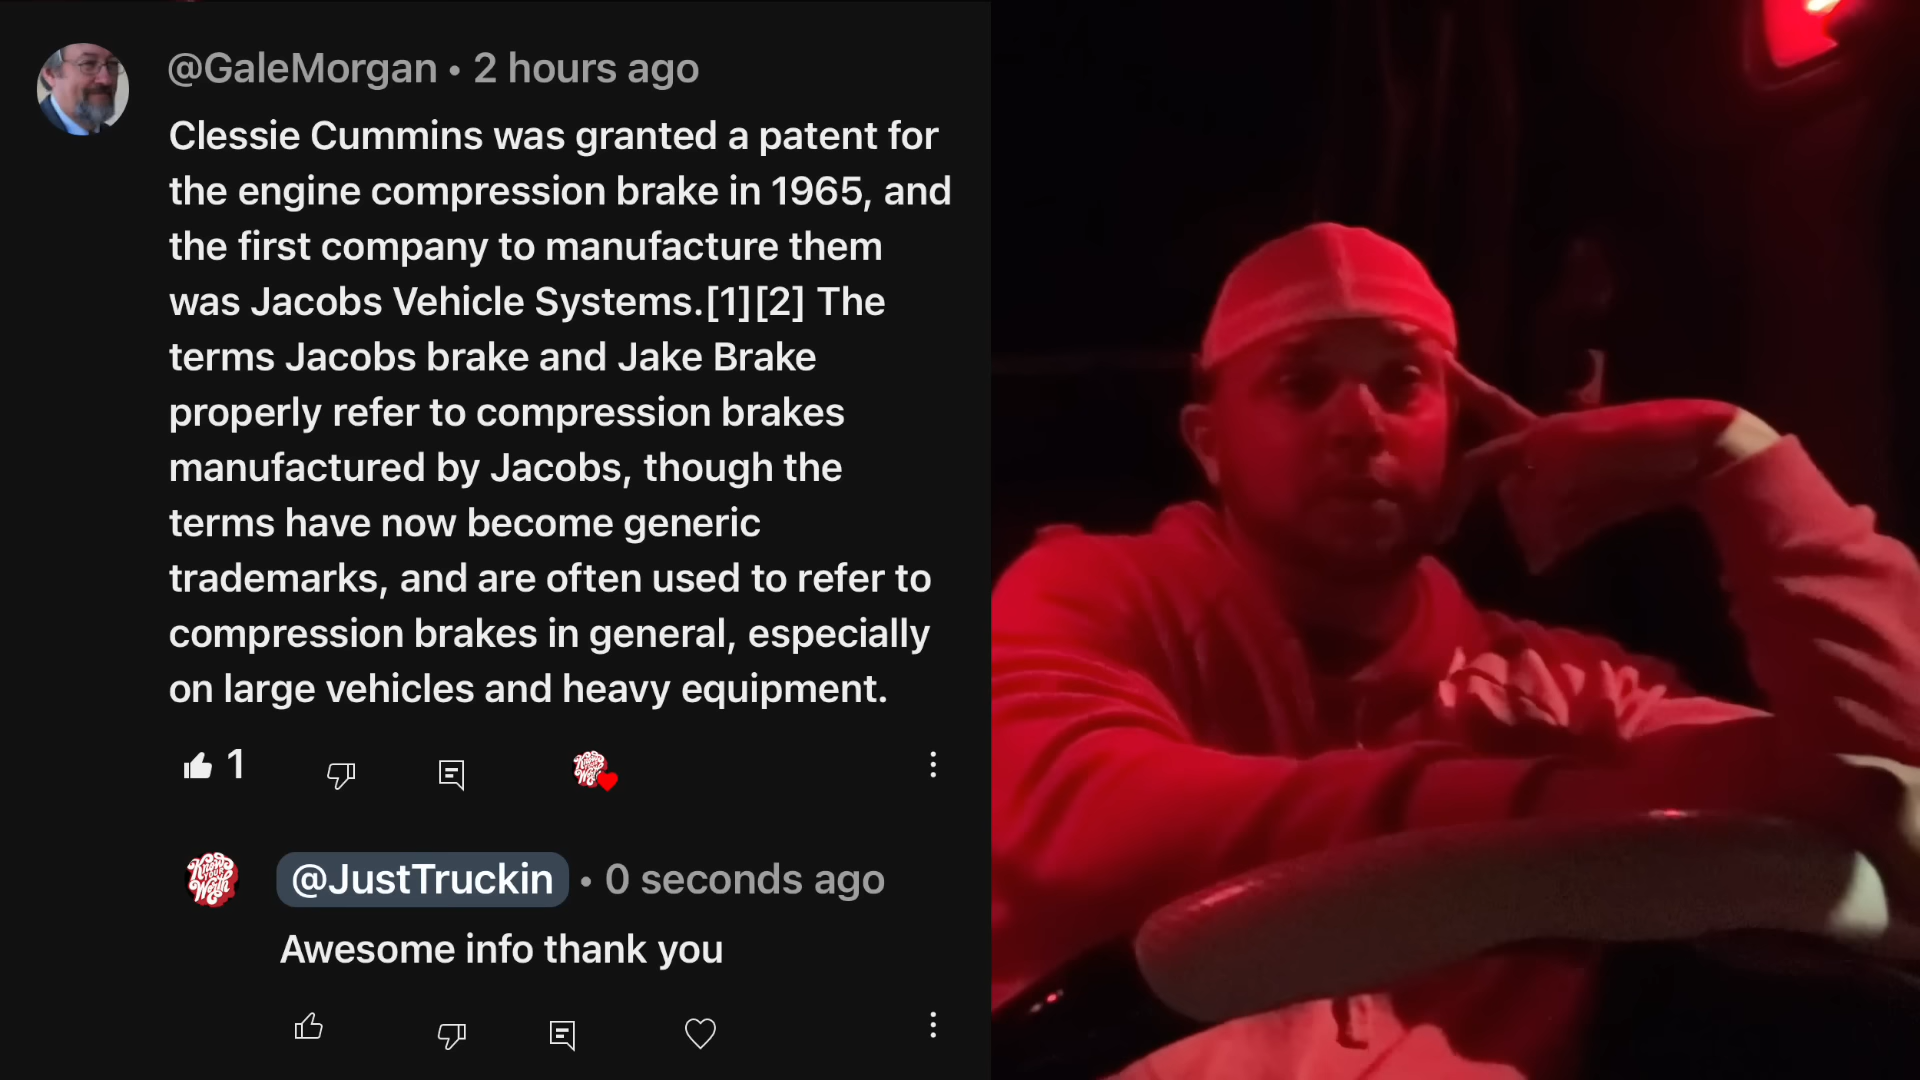 @GaleMorgan • 2 hours ago
Clessie Cummins was granted a patent for
the engine compression brake in 1965, and
the first company to manufacture them
was Jacobs Vehicle Systems.[1][2] The
terms Jacobs brake and Jake Brake
properly refer to compression brakes
manufactured by Jacobs, though the
terms have now become generic
trademarks, and are often used to refer to
compression brakes in general, especially
on large vehicles and heavy equipment.
1
Know
Your
Worth
@JustTruckin • 0 seconds ago
Awesome info thank you